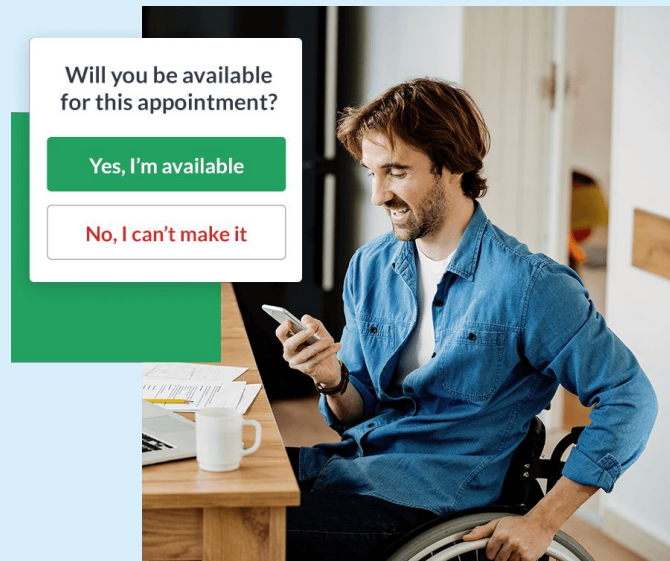 Will you be available
for this appointment?
Yes, I'm available
No, I can't make it